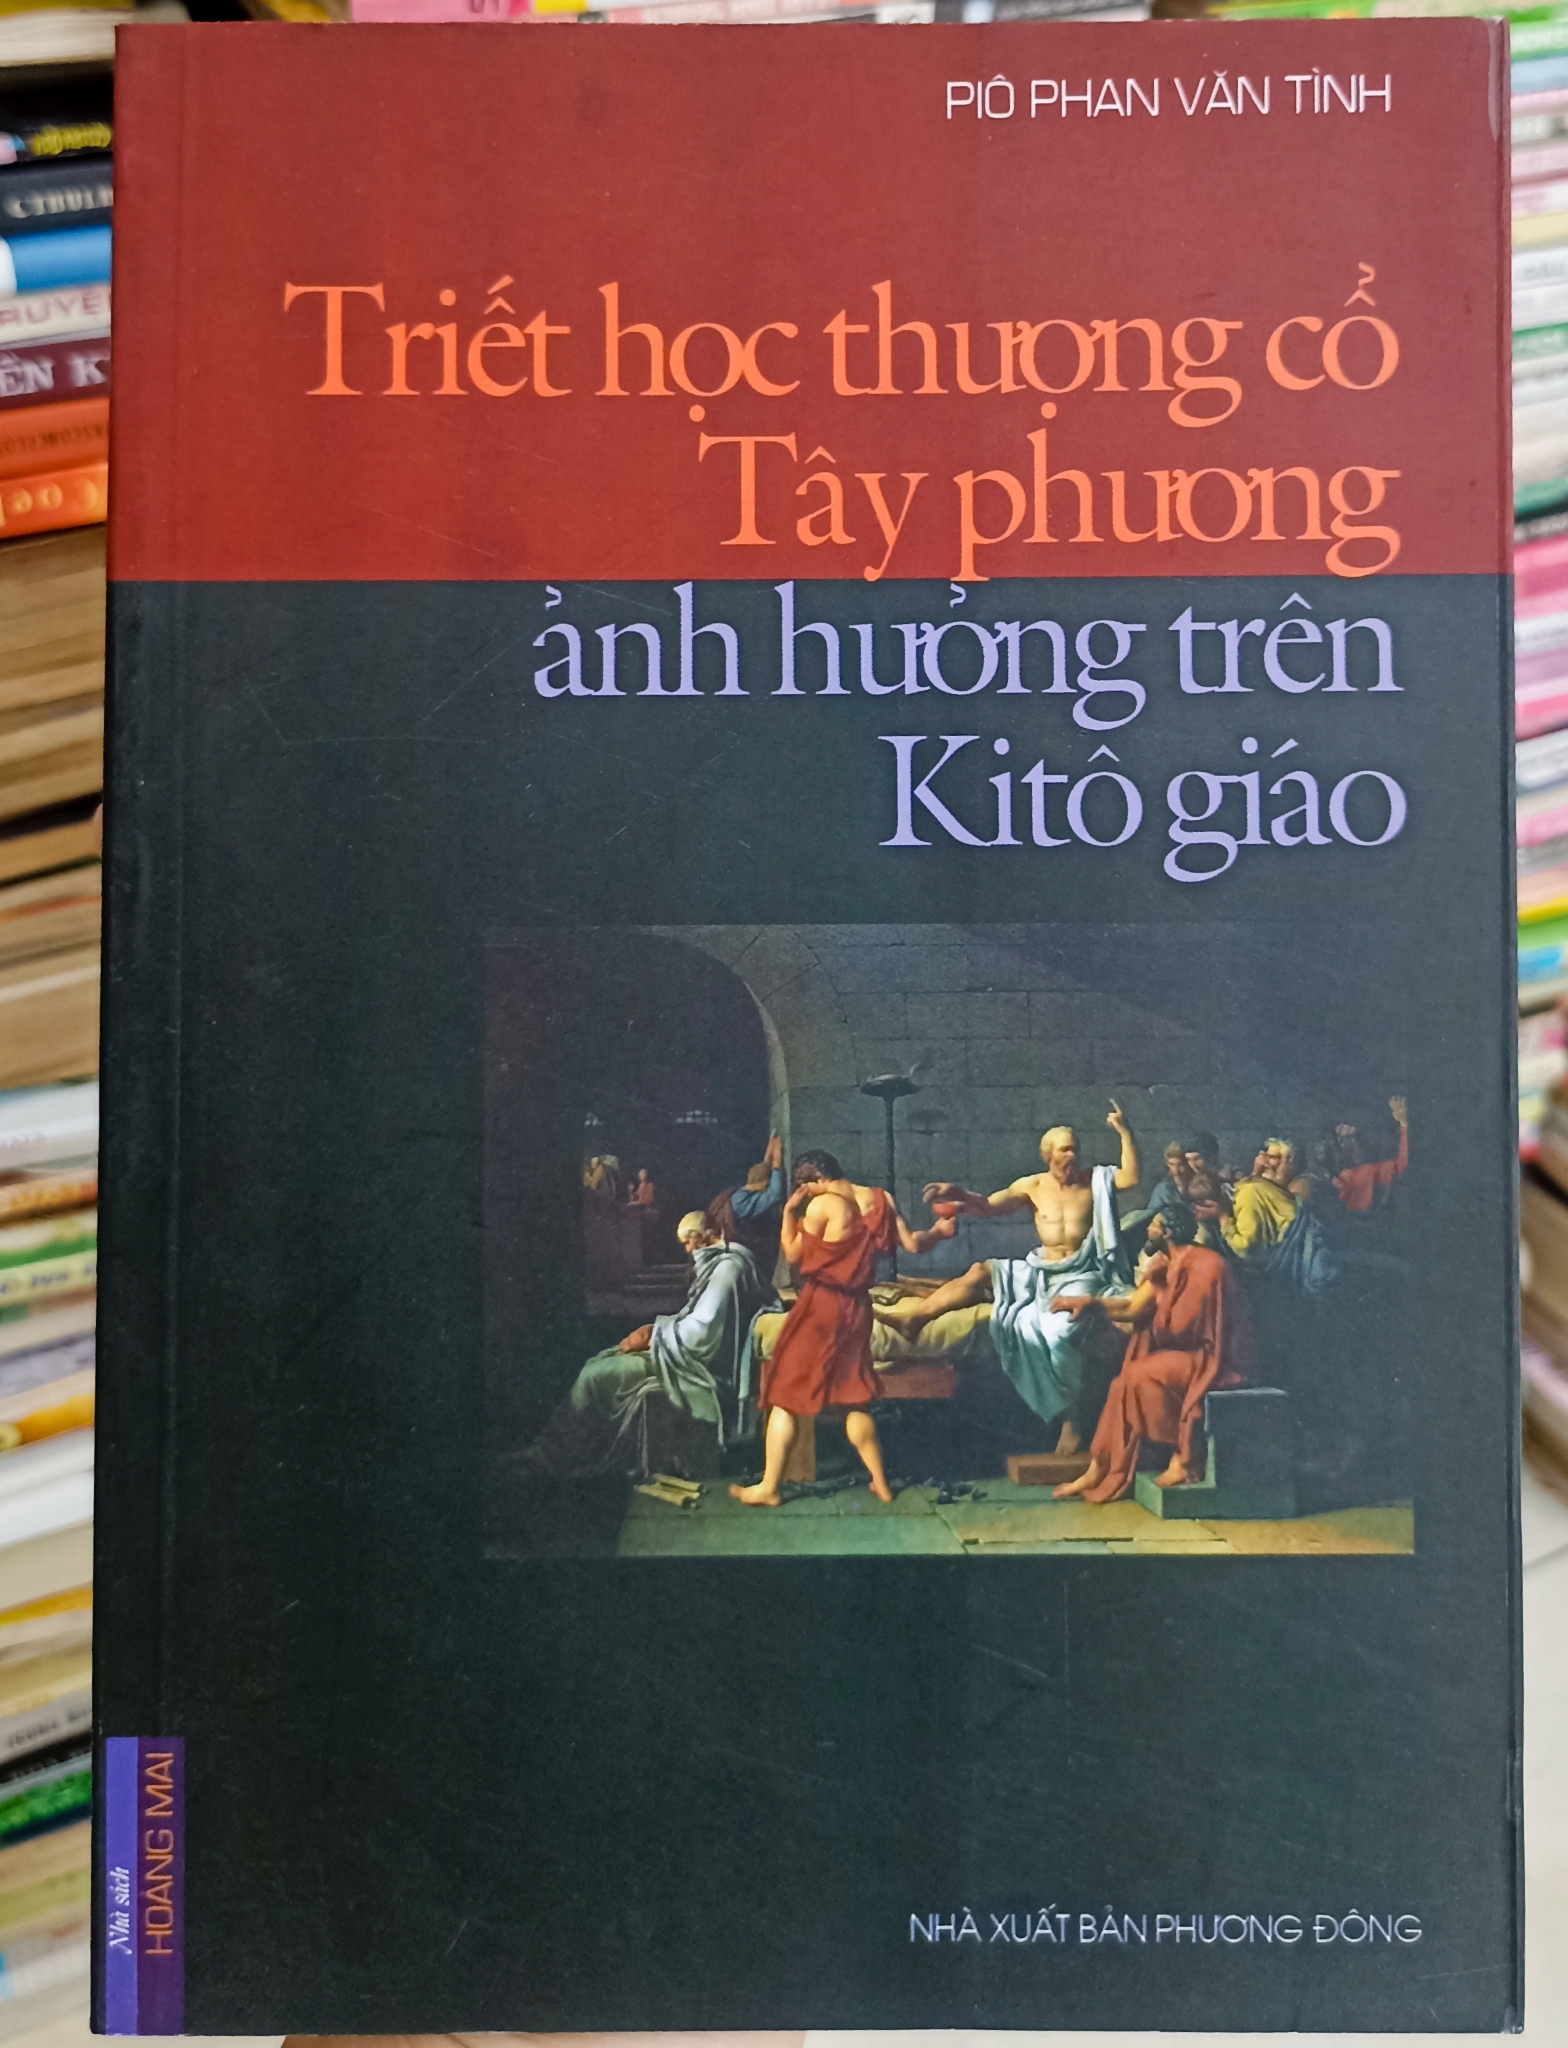 PIÔ PHAN VĂN TÌNH
Triết học thượng cổ
Tây phương
ảnh hưởng trên
Kitô giáo
Nhà sách
HOANG MAI
NHÀ XUẤT BẢN PHƯƠNG ĐÔNG